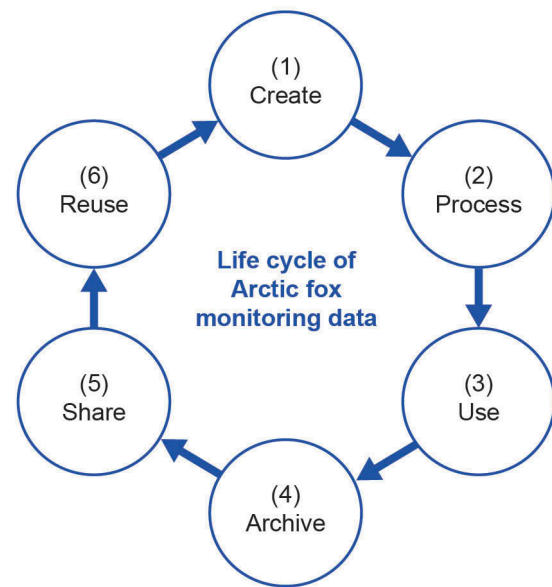 (1)
Create
(2)
Process
(3)
Use
(4)
Archive
(5)
Share
(6)
Reuse
Life cycle of
Arctic fox
monitoring data